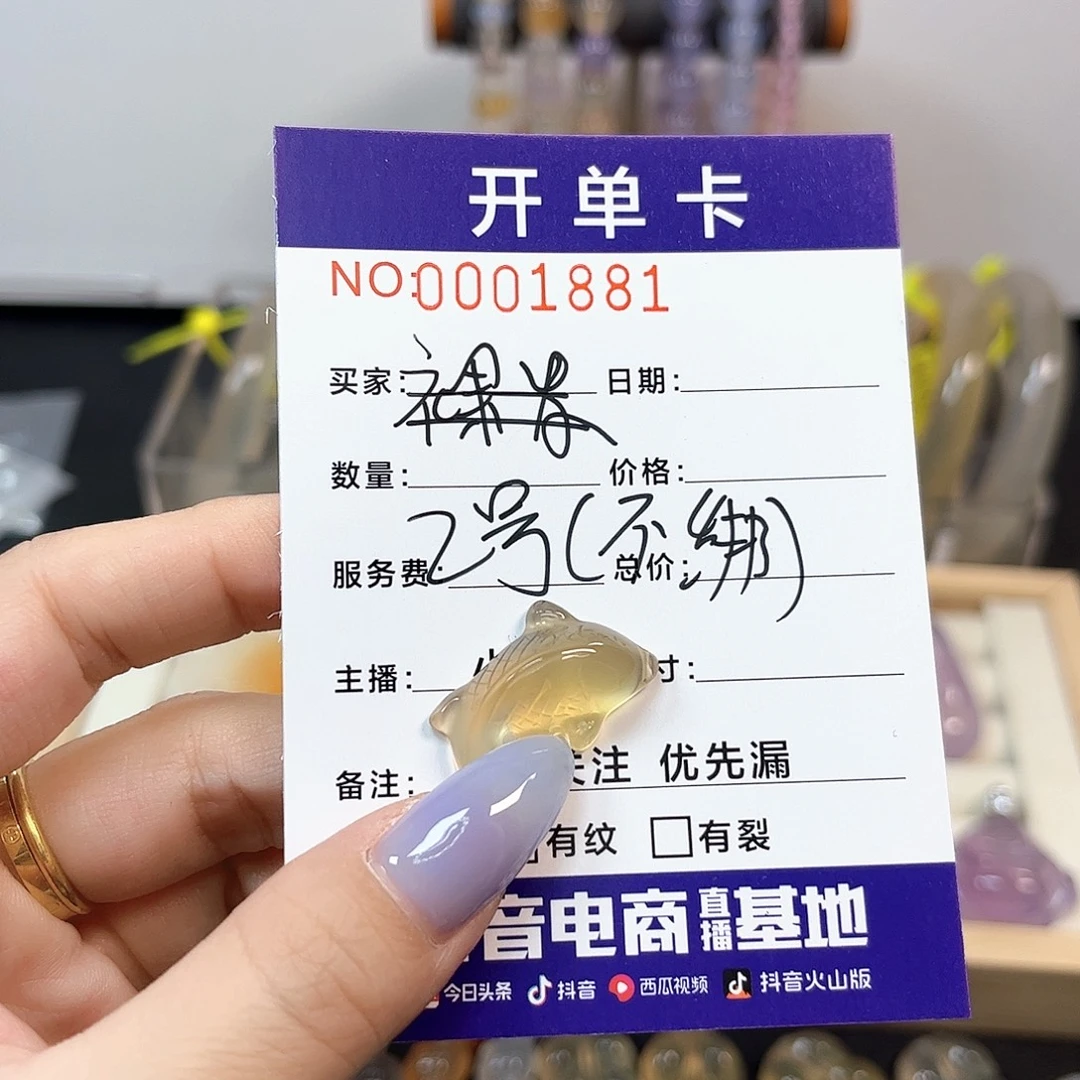 开单卡
NO:0001881
买家: 日期:
数量: 价格:
2号(不绑)
服务费: 总价:
主播: 寸:
备注: 关注 优先漏
有纹 有裂
音电商直播基地
今日头条 抖音 西瓜视频 抖音火山版